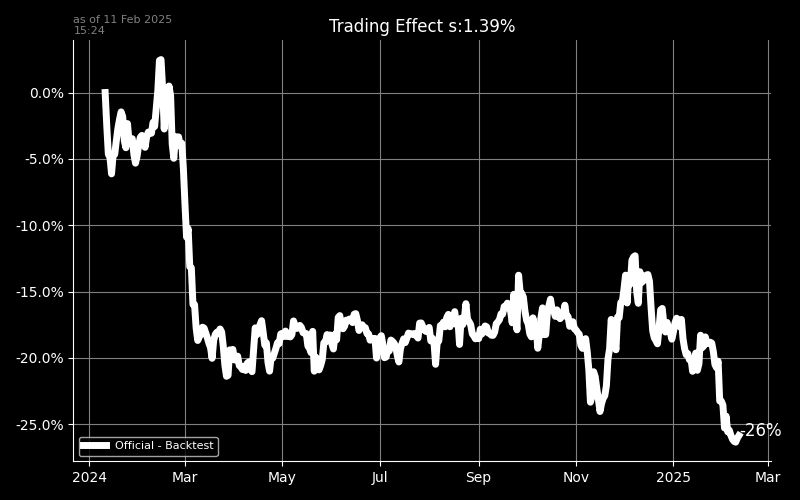 as of 11 Feb 2025
15:24
Trading Effect s:1.39%
0.0%
-5.0%
-10.0%
-15.0%
-20.0%
-25.0%
-26%
Official - Backtest
2024 Mar May Jul Sep Nov 2025 Mar